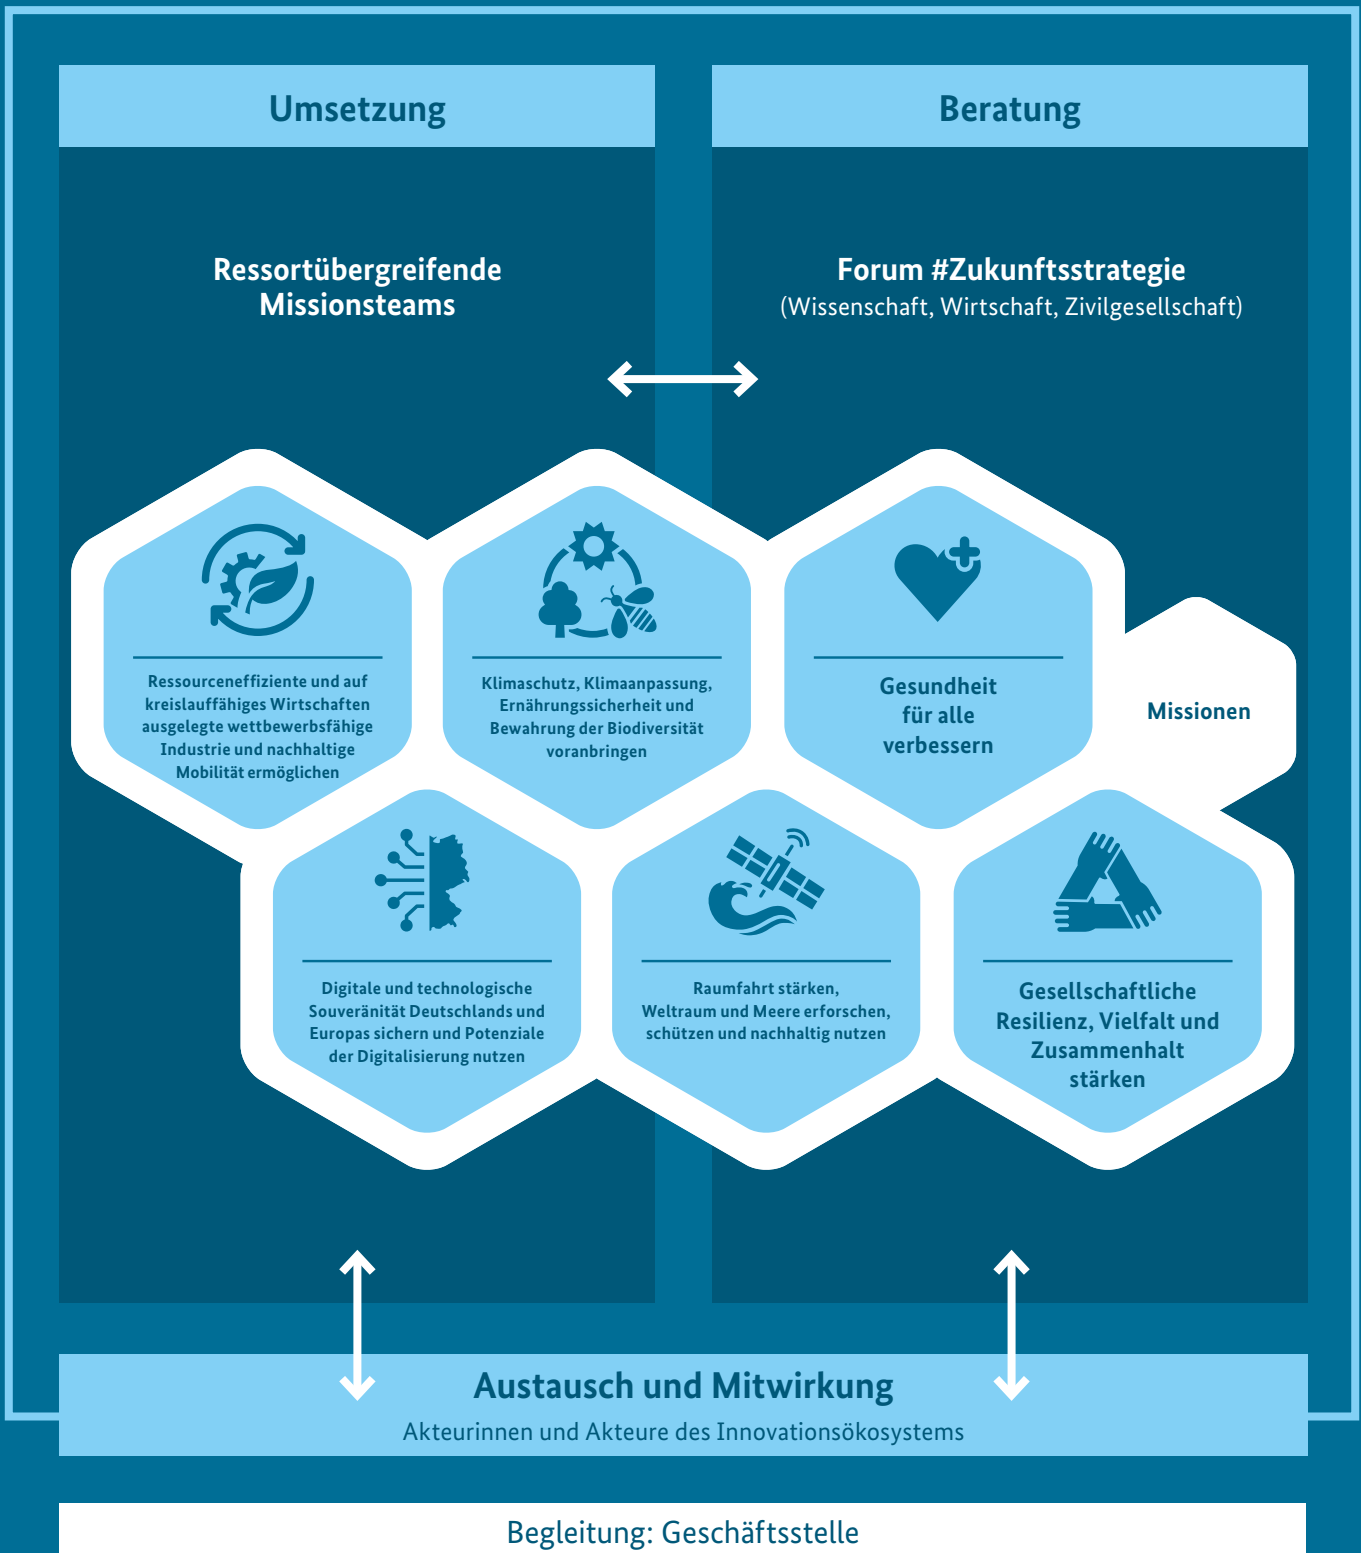 Umsetzung
Beratung
Ressortübergreifende
Missionsteams
Forum #Zukunftsstrategie
(Wissenschaft, Wirtschaft, Zivilgesellschaft)
Ressourceneffiziente und auf
kreislauffähiges Wirtschaften
ausgelegte wettbewerbsfähige
Industrie und nachhaltige
Mobilität ermöglichen
Klimaschutz, Klimaanpassung,
Ernährungssicherheit und
Bewahrung der Biodiversität
voranbringen
Gesundheit
für alle
verbessern
Missionen
Digitale und technologische
Souveränität Deutschlands und
Europas sichern und Potenziale
der Digitalisierung nutzen
Raumfahrt stärken,
Weltraum und Meere erforschen,
schützen und nachhaltig nutzen
Gesellschaftliche
Resilienz, Vielfalt und
Zusammenhalt
stärken
Austausch und Mitwirkung
Akteurinnen und Akteure des Innovationsökosystems
Begleitung: Geschäftsstelle